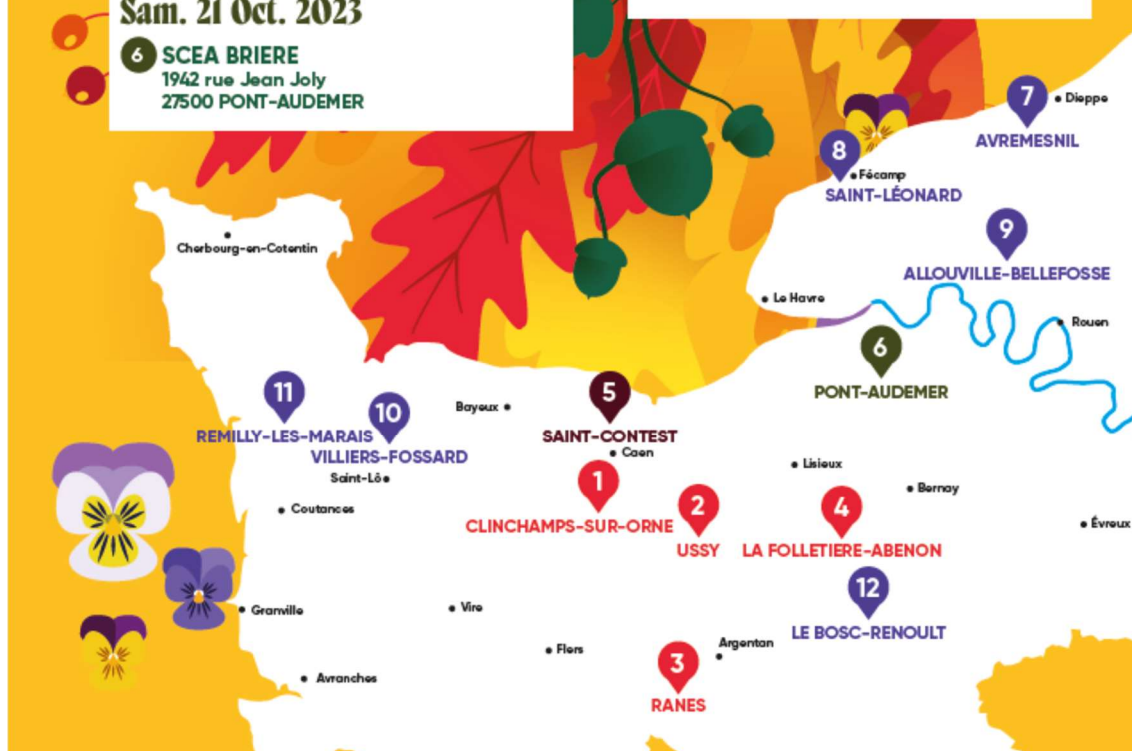 Sam. 21 Oct. 2023
6 SCEA BRIERE
1942 rue Jean Joly
27500 PONT-AUDEMER
7
Dieppe
AVREMESNIL
8
Fécamp
SAINT-LÉONARD
9
ALLOUVILLE-BELLEFOSSE
Cherbourg-en-Cotentin
Le Havre
Rouen
6
PONT-AUDEMER
11
REMILLY-LES-MARAIS
10
VILLIERS-FOSSARD
Bayeux
5
SAINT-CONTEST
Caen
Saint-Lô
Lisieux
Bernay
1
CLINCHAMPS-SUR-ORNE
2
USSY
4
LA FOLLETIERE-ABENON
Coutances
Évreux
12
LE BOSC-RENOULT
Granville
Vire
Flers
Argentan
3
RANES
Avranches